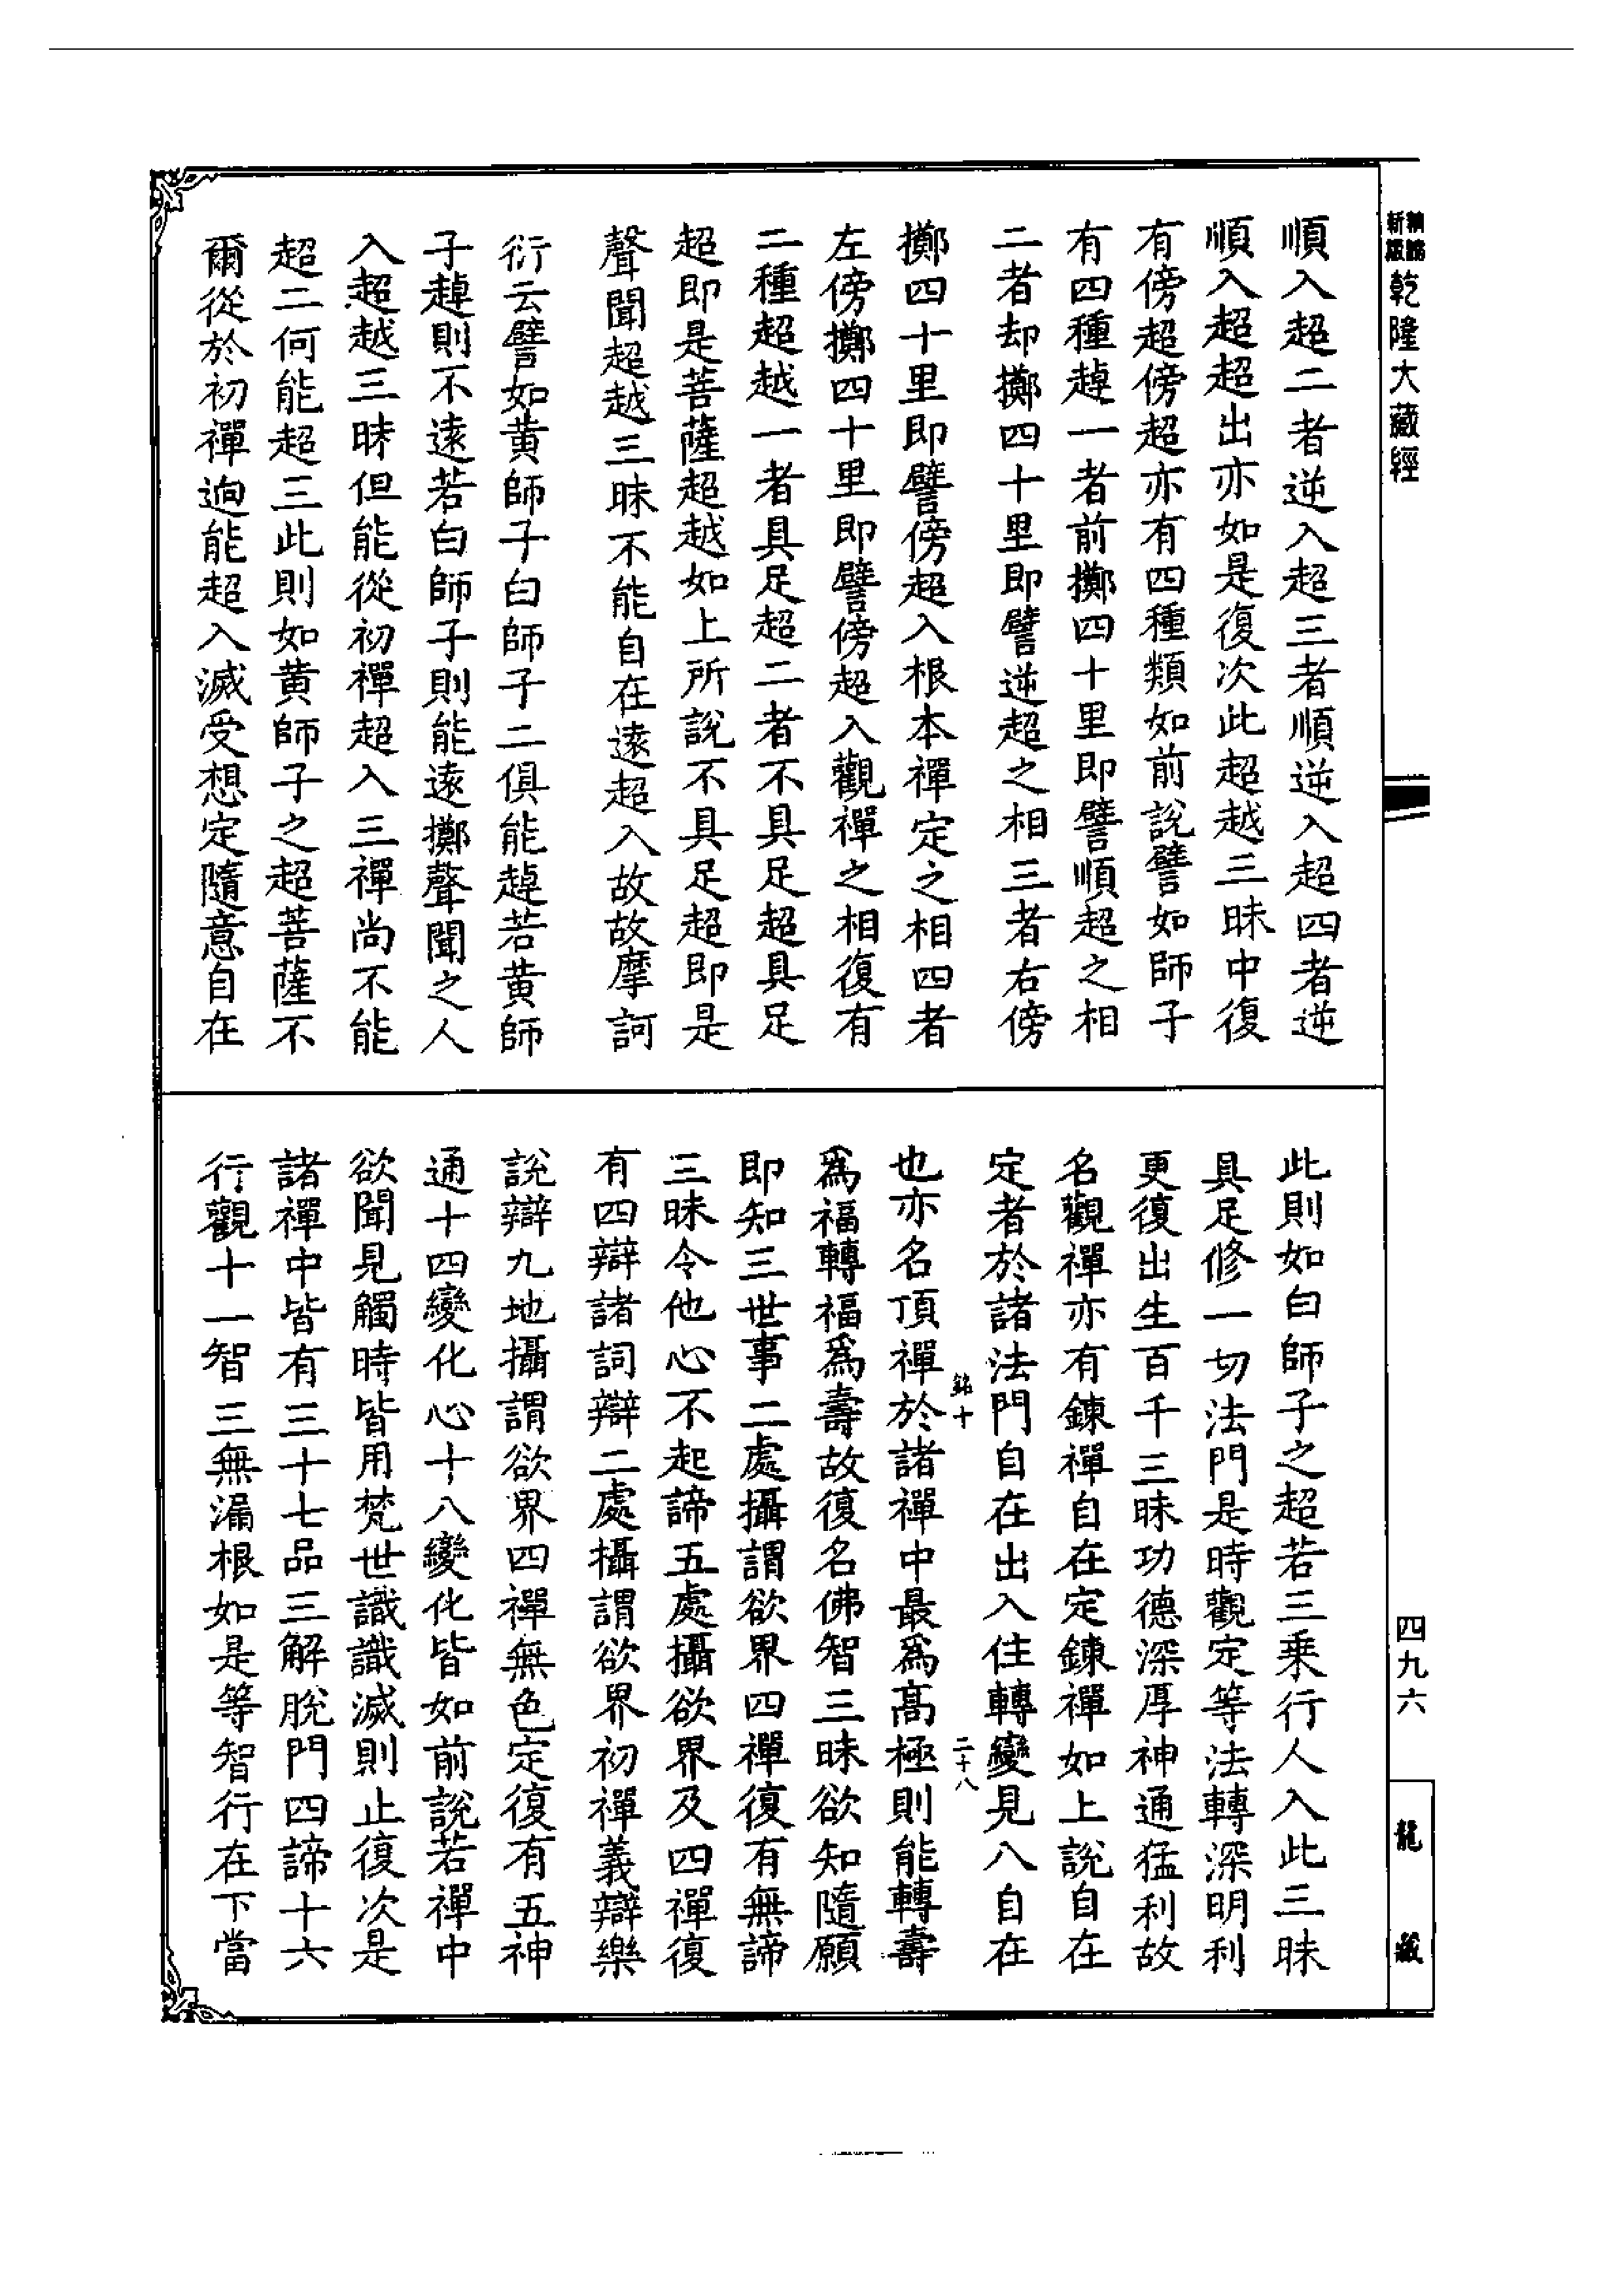 新版
精縮
乾隆大藏經
順入超二者逆入超三者順逆入超四者逆
順入超超出亦如是復次此超越三昧中復
有傍超傍超亦有四種類如前說譬如師子
有四種趠一者前擲四十里即譬順超之相
二者却擲四十里即譬逆超之相三者右傍
擲四十里即譬傍超入根本禪定之相四者
左傍擲四十里即譬傍超入觀禪之相復有
二種超越一者具足超二者不具足超具足
超即是菩薩超越如上所說不具足超即是
聲聞超越三昧不能自在遠超入故故摩訶
衍云譬如黃師子白師子二俱能趠若黃師
子趠則不遠若白師子則能遠擲聲聞之人
入超越三昧但能從初禪超入三禪尚不能
超二何能超三此則如黃師子之超菩薩不
爾從於初禪逈能超入滅受想定隨意自在
四九六
龍藏
此則如白師子之超若三乘行人入此三昧
具足修一切法門是時觀定等法轉深明利
更復出生百千三昧功德深厚神通猛利故
名觀禪亦有鍊禪自在定鍊禪如上說自在
定者於諸法門自在出入住轉變見八自在
銘十
二十八
也亦名頂禪於諸禪中最爲高極則能轉壽
爲福轉福爲壽故復名佛智三昧欲知隨願
即知三世事二處攝謂欲界四禪復有無諦
三昧令他心不起諦五處攝欲界及四禪復
有四辯諸詞辯二處攝謂欲界初禪義辯樂
說辯九地攝謂欲界四禪無色定復有五神
通十四變化心十八變化皆如前說若禪中
欲聞見觸時皆用梵世識識滅則止復次是
諸禪中皆有三十七品三解脫門四諦十六
行觀十一智三無漏根如是等智行在下當